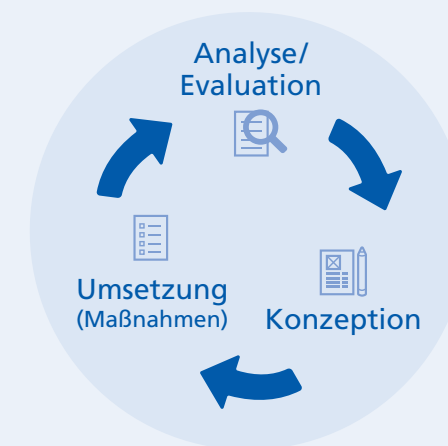 Analyse/
Evaluation
Umsetzung
(Maßnahmen)
Konzeption